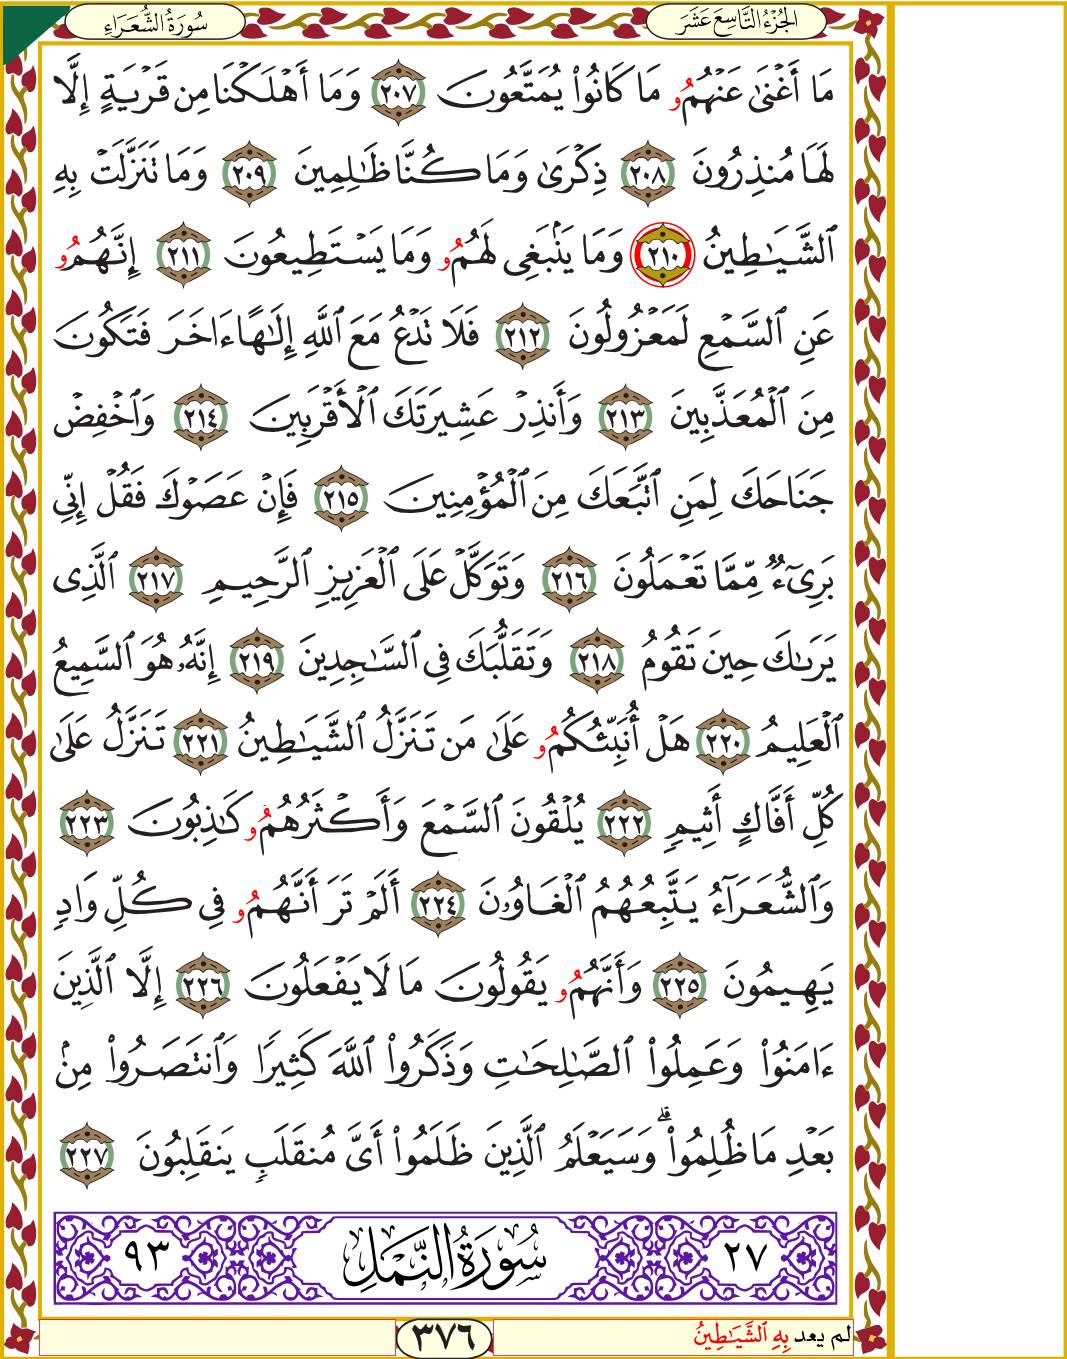 الجُزْءُ التَّاسِعَ عَشَرَ
سُورَةُ الشُّعَرَاءِ
مَا أَغْنَىٰ عَنْهُمُۥ مَا كَانُوا۟ يُمَتَّعُونَ ٢٠٧ وَمَا أَهْلَكْنَا مِن قَرْيَةٍ إِلَّا
لَهَا مُنذِرُونَ ٢٠٨ ذِكْرَىٰ وَمَا كُنَّا ظَـٰلِمِينَ ٢٠٩ وَمَا تَنَزَّلَتْ بِهِ
ٱلشَّيَـٰطِينُ ٢١٠ وَمَا يَنۢبَغِى لَهُمُۥ وَمَا يَسْتَطِيعُونَ ٢١١ إِنَّهُمُۥ
عَنِ ٱلسَّمْعِ لَمَعْزُولُونَ ٢١٢ فَلَا تَدْعُ مَعَ ٱللَّهِ إِلَـٰهًا ءَاخَرَ فَتَكُونَ
مِنَ ٱلْمُعَذَّبِينَ ٢١٣ وَأَنذِرْ عَشِيرَتَكَ ٱلْأَقْرَبِينَ ٢١٤ وَٱخْفِضْ
جَنَاحَكَ لِمَنِ ٱتَّبَعَكَ مِنَ ٱلْمُؤْمِنِينَ ٢١٥ فَإِنْ عَصَوْكَ فَقُلْ إِنِّى
بَرِىٓءٌ مِّمَّا تَعْمَلُونَ ٢١٦ وَتَوَكَّلْ عَلَى ٱلْعَزِيزِ ٱلرَّحِيمِ ٢١٧ ٱلَّذِى
يَرَىٰكَ حِينَ تَقُومُ ٢١٨ وَتَقَلُّبَكَ فِى ٱلسَّـٰجِدِينَ ٢١٩ إِنَّهُۥ هُوَ ٱلسَّمِيعُ
ٱلْعَلِيمُ ٢٢٠ هَلْ أُنَبِّئُكُمُۥ عَلَىٰ مَن تَنَزَّلُ ٱلشَّيَـٰطِينُ ٢٢١ تَنَزَّلُ عَلَىٰ
كُلِّ أَفَّاكٍ أَثِيمٍ ٢٢٢ يُلْقُونَ ٱلسَّمْعَ وَأَكْثَرُهُمُۥ كَـٰذِبُونَ ٢٢٣
وَٱلشُّعَرَآءُ يَتَّبِعُهُمُ ٱلْغَاوُۥنَ ٢٢٤ أَلَمْ تَرَ أَنَّهُمُۥ فِى كُلِّ وَادٍ
يَهِيمُونَ ٢٢٥ وَأَنَّهُمُۥ يَقُولُونَ مَا لَا يَفْعَلُونَ ٢٢٦ إِلَّا ٱلَّذِينَ
ءَامَنُوا۟ وَعَمِلُوا۟ ٱلصَّـٰلِحَـٰتِ وَذَكَرُوا۟ ٱللَّهَ كَثِيرًا وَٱنتَصَرُوا۟ مِنۢ
بَعْدِ مَا ظُلِمُوا۟ ۗ وَسَيَعْلَمُ ٱلَّذِينَ ظَلَمُوا۟ أَىَّ مُنقَلَبٍ يَنقَلِبُونَ ٢٢٧
٢٧ سُورَةُ النَّمْلِ ٩٣
لم يعد بِهِ ٱلشَّيَـٰطِينُ
٣٧٦